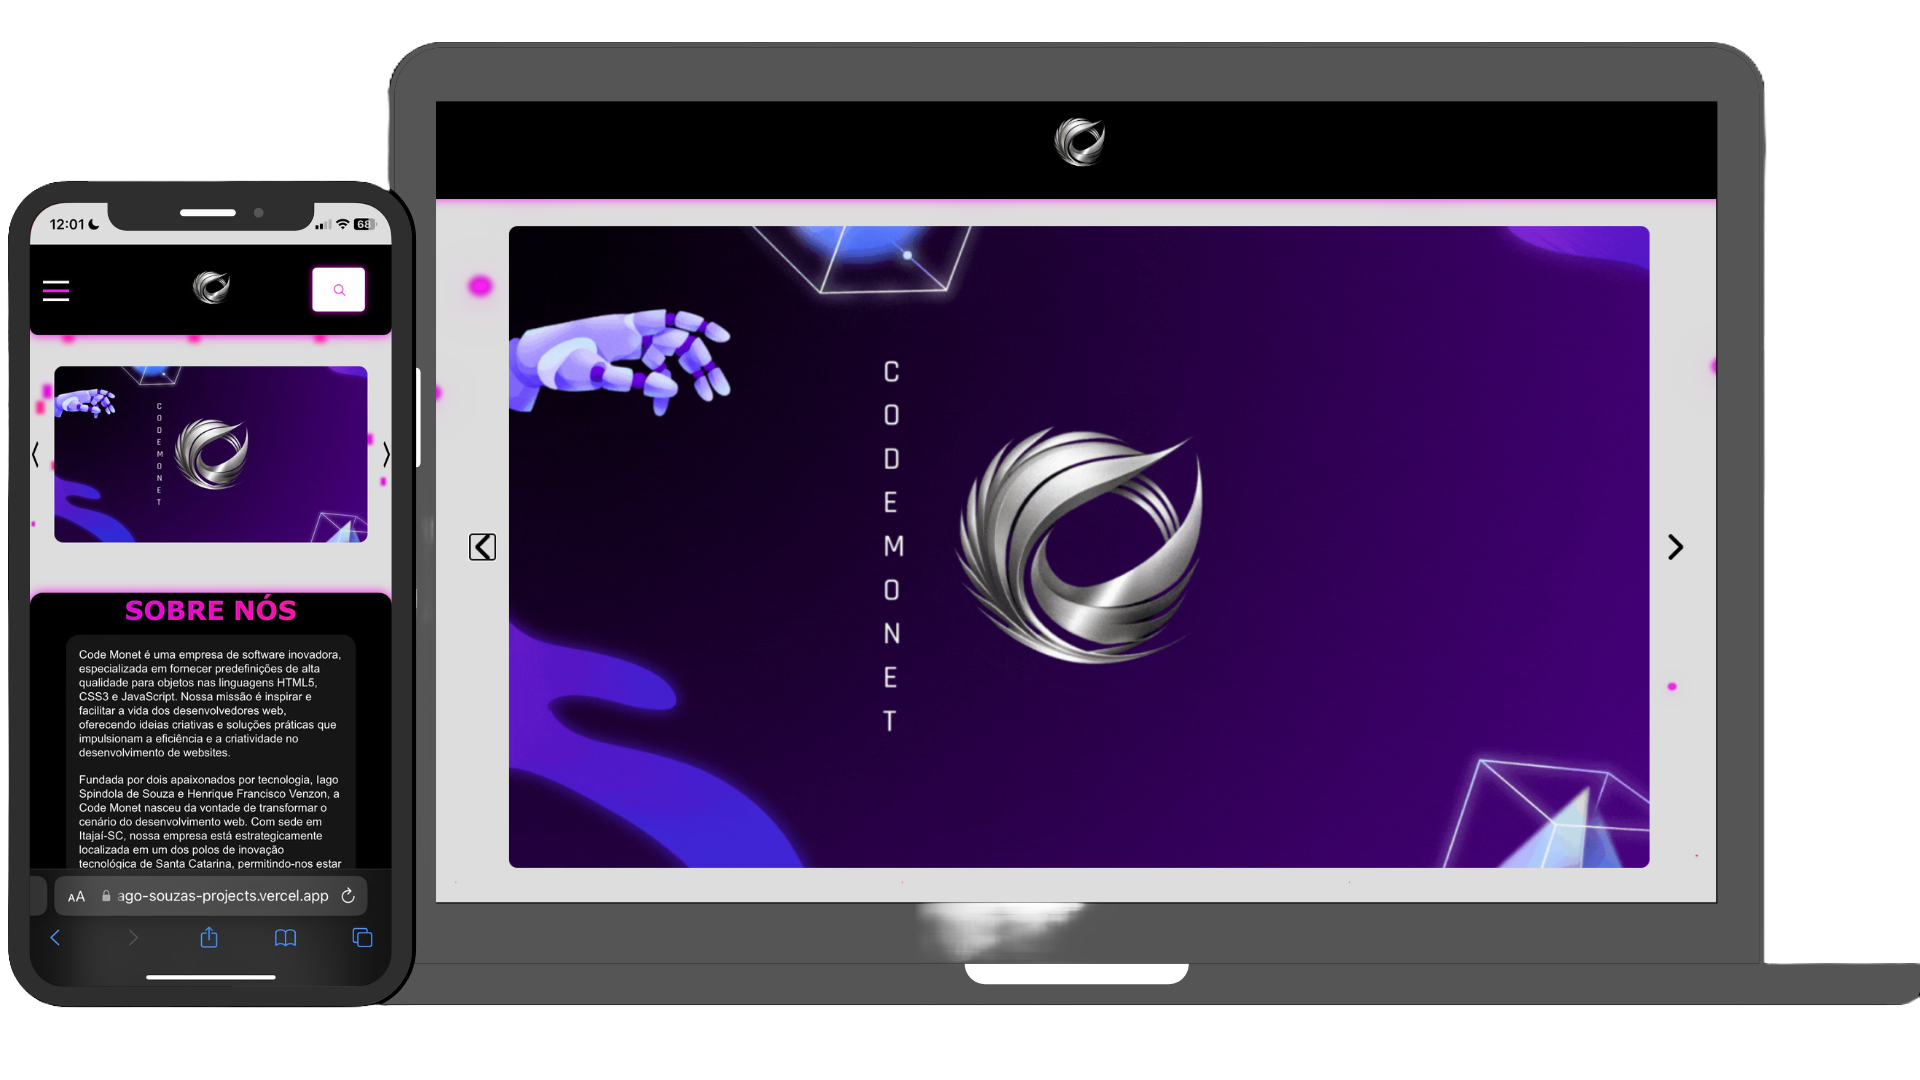 12:01
68
CODEMONET
SOBRE NÓS
Code Monet é uma empresa de software inovadora,
especializada em fornecer predefinições de alta
qualidade para objetos nas linguagens HTML5,
CSS3 e JavaScript. Nossa missão é inspirar e
facilitar a vida dos desenvolvedores web,
oferecendo ideias criativas e soluções práticas que
impulsionam a eficiência e a criatividade no
desenvolvimento de websites.
Fundada por dois apaixonados por tecnologia, Iago
Spindola de Souza e Henrique Francisco Venzon, a
Code Monet nasceu da vontade de transformar o
cenário do desenvolvimento web. Com sede em
Itajaí-SC, nossa empresa está estrategicamente
localizada em um dos polos de inovação
tecnológica de Santa Catarina, permitindo-nos estar
AA
ago-souzas-projects.vercel.app
CODEMONET